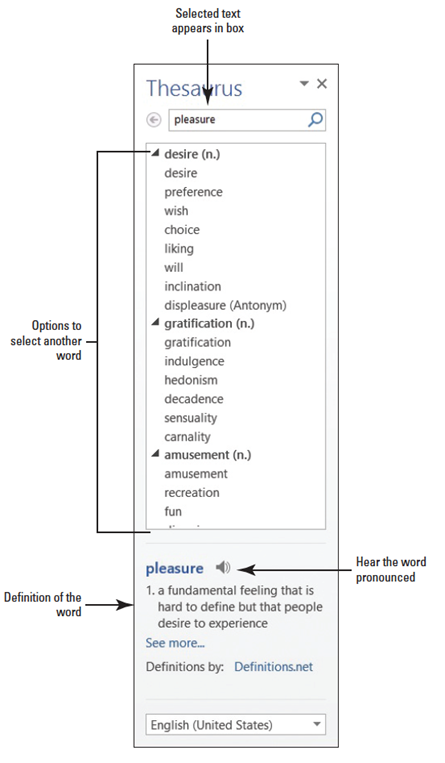 Selected text
appears in box
Thesaurus
pleasure
desire (n.)
desire
preference
wish
choice
liking
will
inclination
displeasure (Antonym)
gratification (n.)
gratification
indulgence
hedonism
decadence
sensuality
carnality
amusement (n.)
amusement
recreation
fun
Options to
select another
word
pleasure
Hear the word
pronounced
Definition of the
word
1. a fundamental feeling that is
hard to define but that people
desire to experience
See more...
Definitions by: Definitions.net
English (United States)